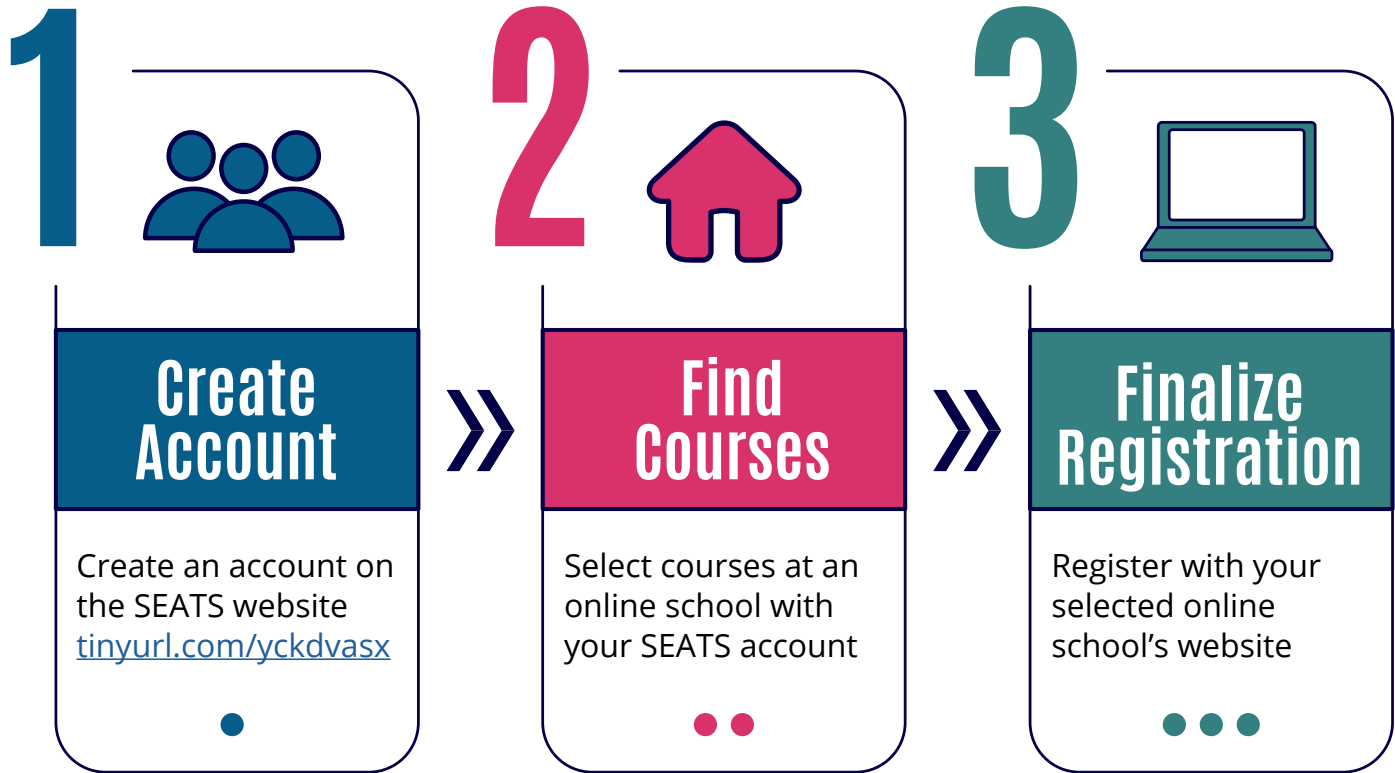 1
Create
Account
Create an account on
the SEATS website
tinyurl.com/yckdvasx
2
Find
Courses
Select courses at an
online school with
your SEATS account
3
Finalize
Registration
Register with your
selected online
school’s website